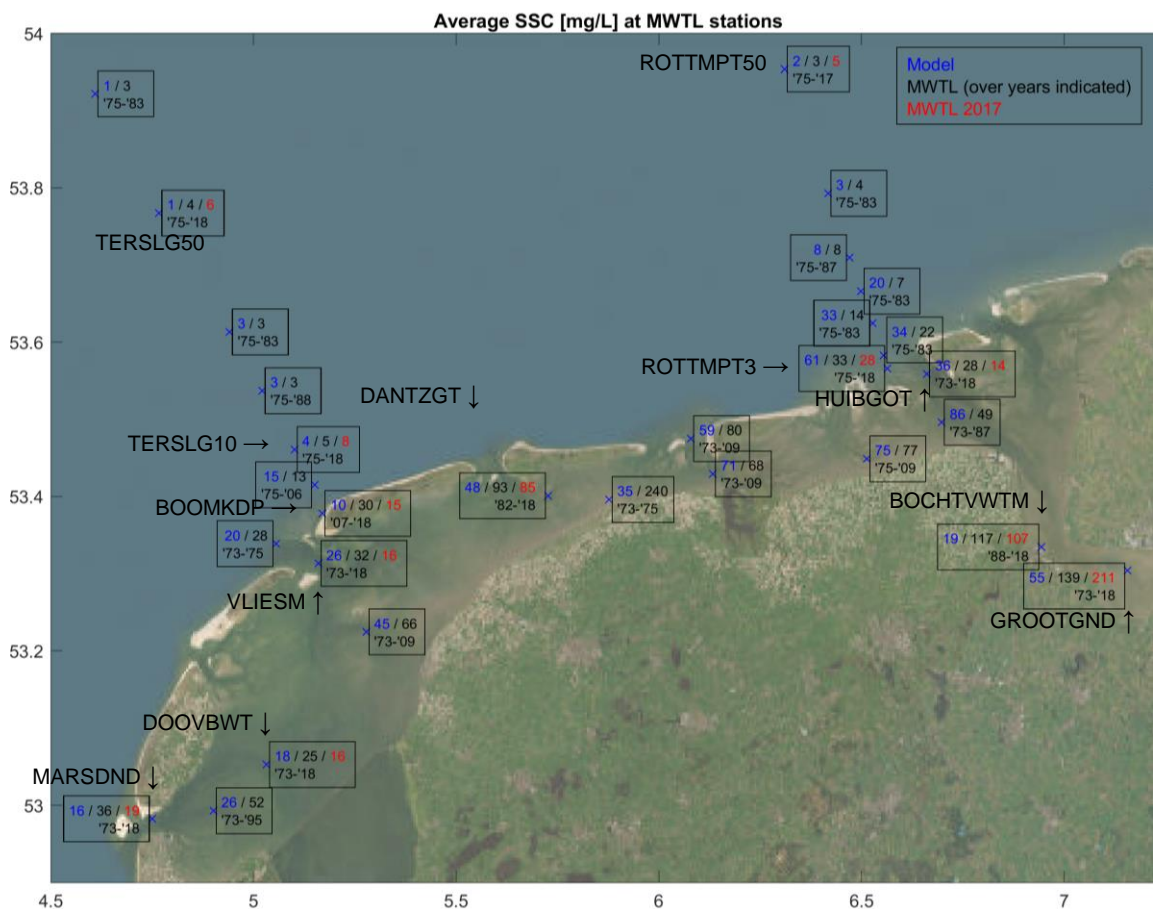 Average SSC [mg/L] at MWTL stations
54
53.8
53.6
53.4
53.2
53
4.5
5
5.5
6
6.5
7
Model
MWTL (over years indicated)
MWTL 2017
1 / 3
'75-'83
ROTTMPT50
2 / 3 / 5
'75-'17
1 / 4 / 6
'75-'18
TERSLG50
3 / 4
'75-'83
8 / 8
'75-'87
20 / 7
'75-'83
3 / 3
'75-'83
33 / 14
'75-'83
34 / 22
'75-'83
ROTTMPT3 →
61 / 33 / 28
'75-'18
36 / 28 / 14
'73-'18
HUIBGOT ↑
3 / 3
'75-'88
DANTZGT ↓
86 / 49
'73-'87
TERSLG10 →
4 / 5 / 8
'75-'18
59 / 80
'73-'09
75 / 77
'75-'09
15 / 13
'75-'06
71 / 68
'73-'09
BOOMKDP →
10 / 30 / 15
'07-'18
48 / 93 / 85
'82-'18
35 / 240
'73-'75
BOCHTVWTM ↓
20 / 28
'73-'75
26 / 32 / 16
'73-'18
VLIESM ↑
19 / 117 / 107
'88-'18
55 / 139 / 211
'73-'18
GROOTGND ↑
45 / 66
'73-'09
DOOVBWT ↓
18 / 25 / 16
'73-'18
MARSDND ↓
16 / 36 / 19
'73-'18
26 / 52
'73-'95